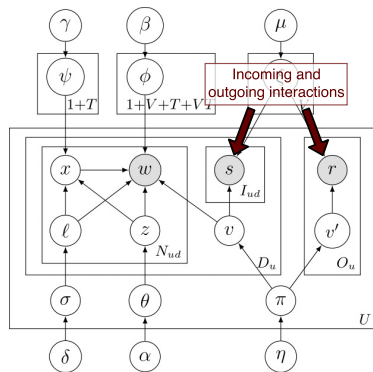 γ β μ
ψ ϕ
1+T 1+V+T+V
Incoming and
outgoing interactions
x w s r
I_ud
ℓ z v v′
N_ud D_u O_u
σ θ π
U
δ α η